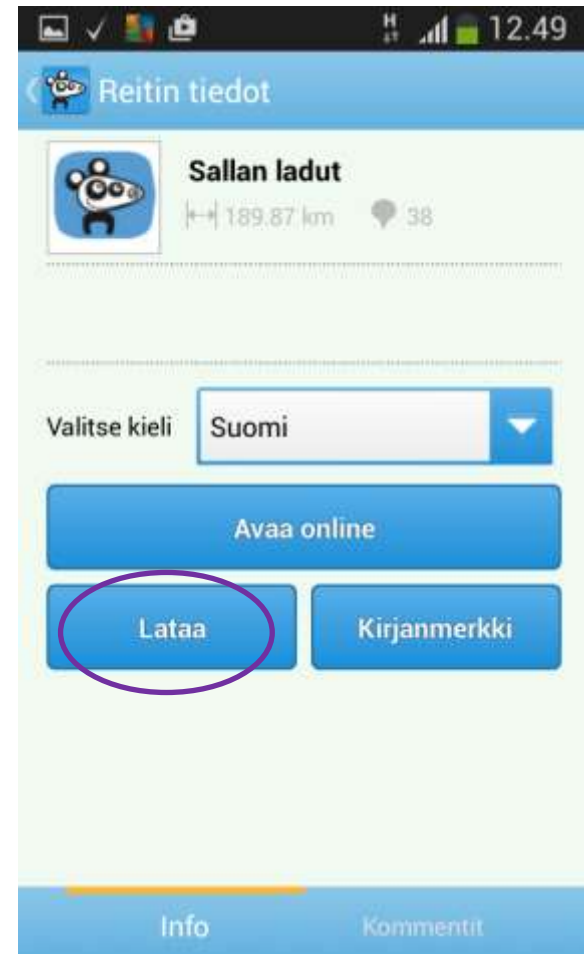 H
12.49
Reitin tiedot
Sallan ladut
189.87 km 38
Valitse kieli Suomi
Avaa online
Lataa Kirjanmerkki
Info Kommentit